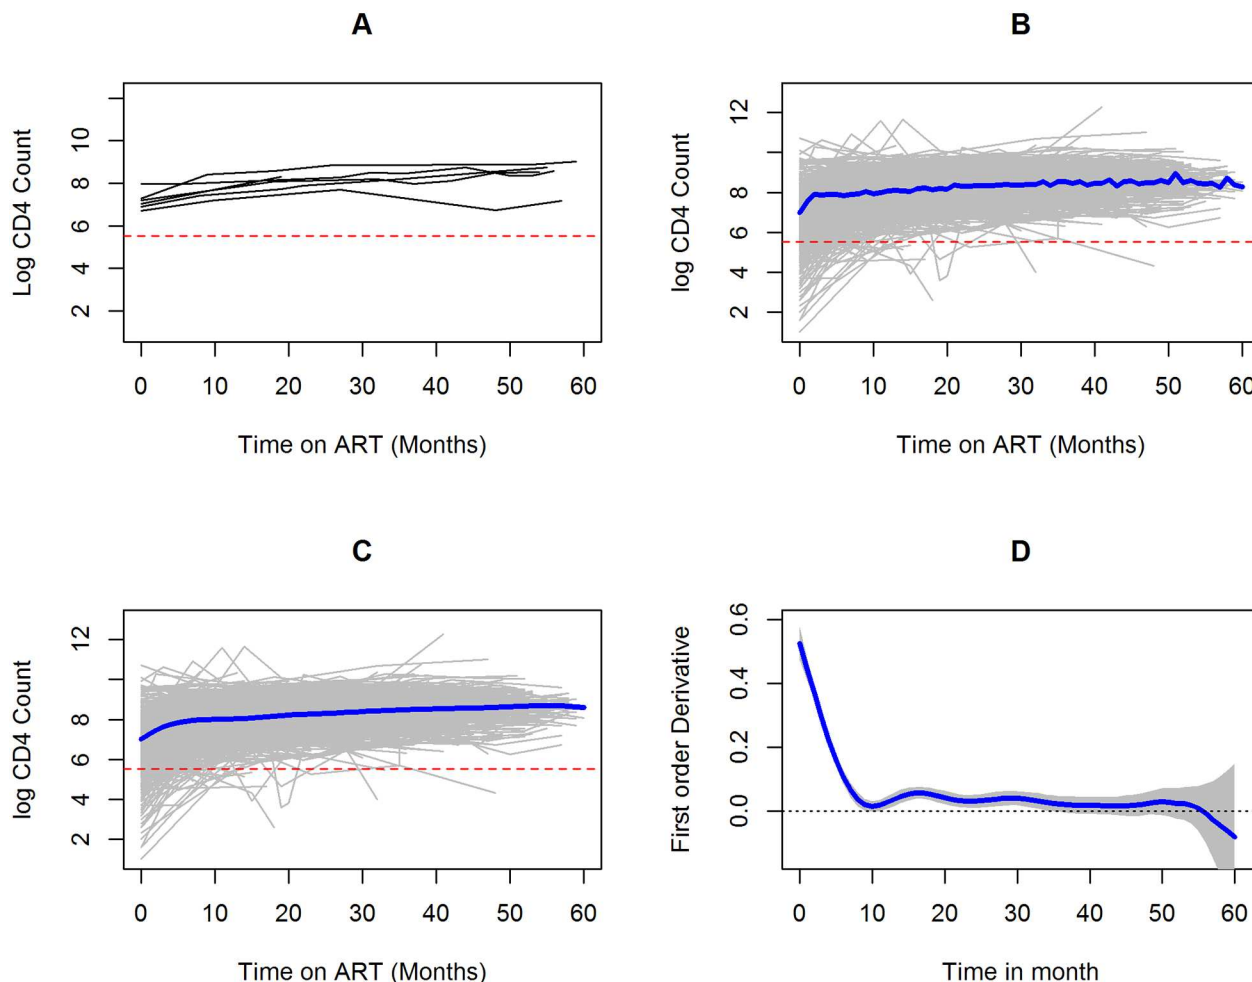 A
Log CD4 Count
2 4 6 8 10
0 10 20 30 40 50 60
Time on ART (Months)
B
log CD4 Count
2 4 6 8 12
0 10 20 30 40 50 60
Time on ART (Months)
C
log CD4 Count
2 4 6 8 12
0 10 20 30 40 50 60
Time on ART (Months)
D
First order Derivative
0.0 0.2 0.4 0.6
0 10 20 30 40 50 60
Time in month